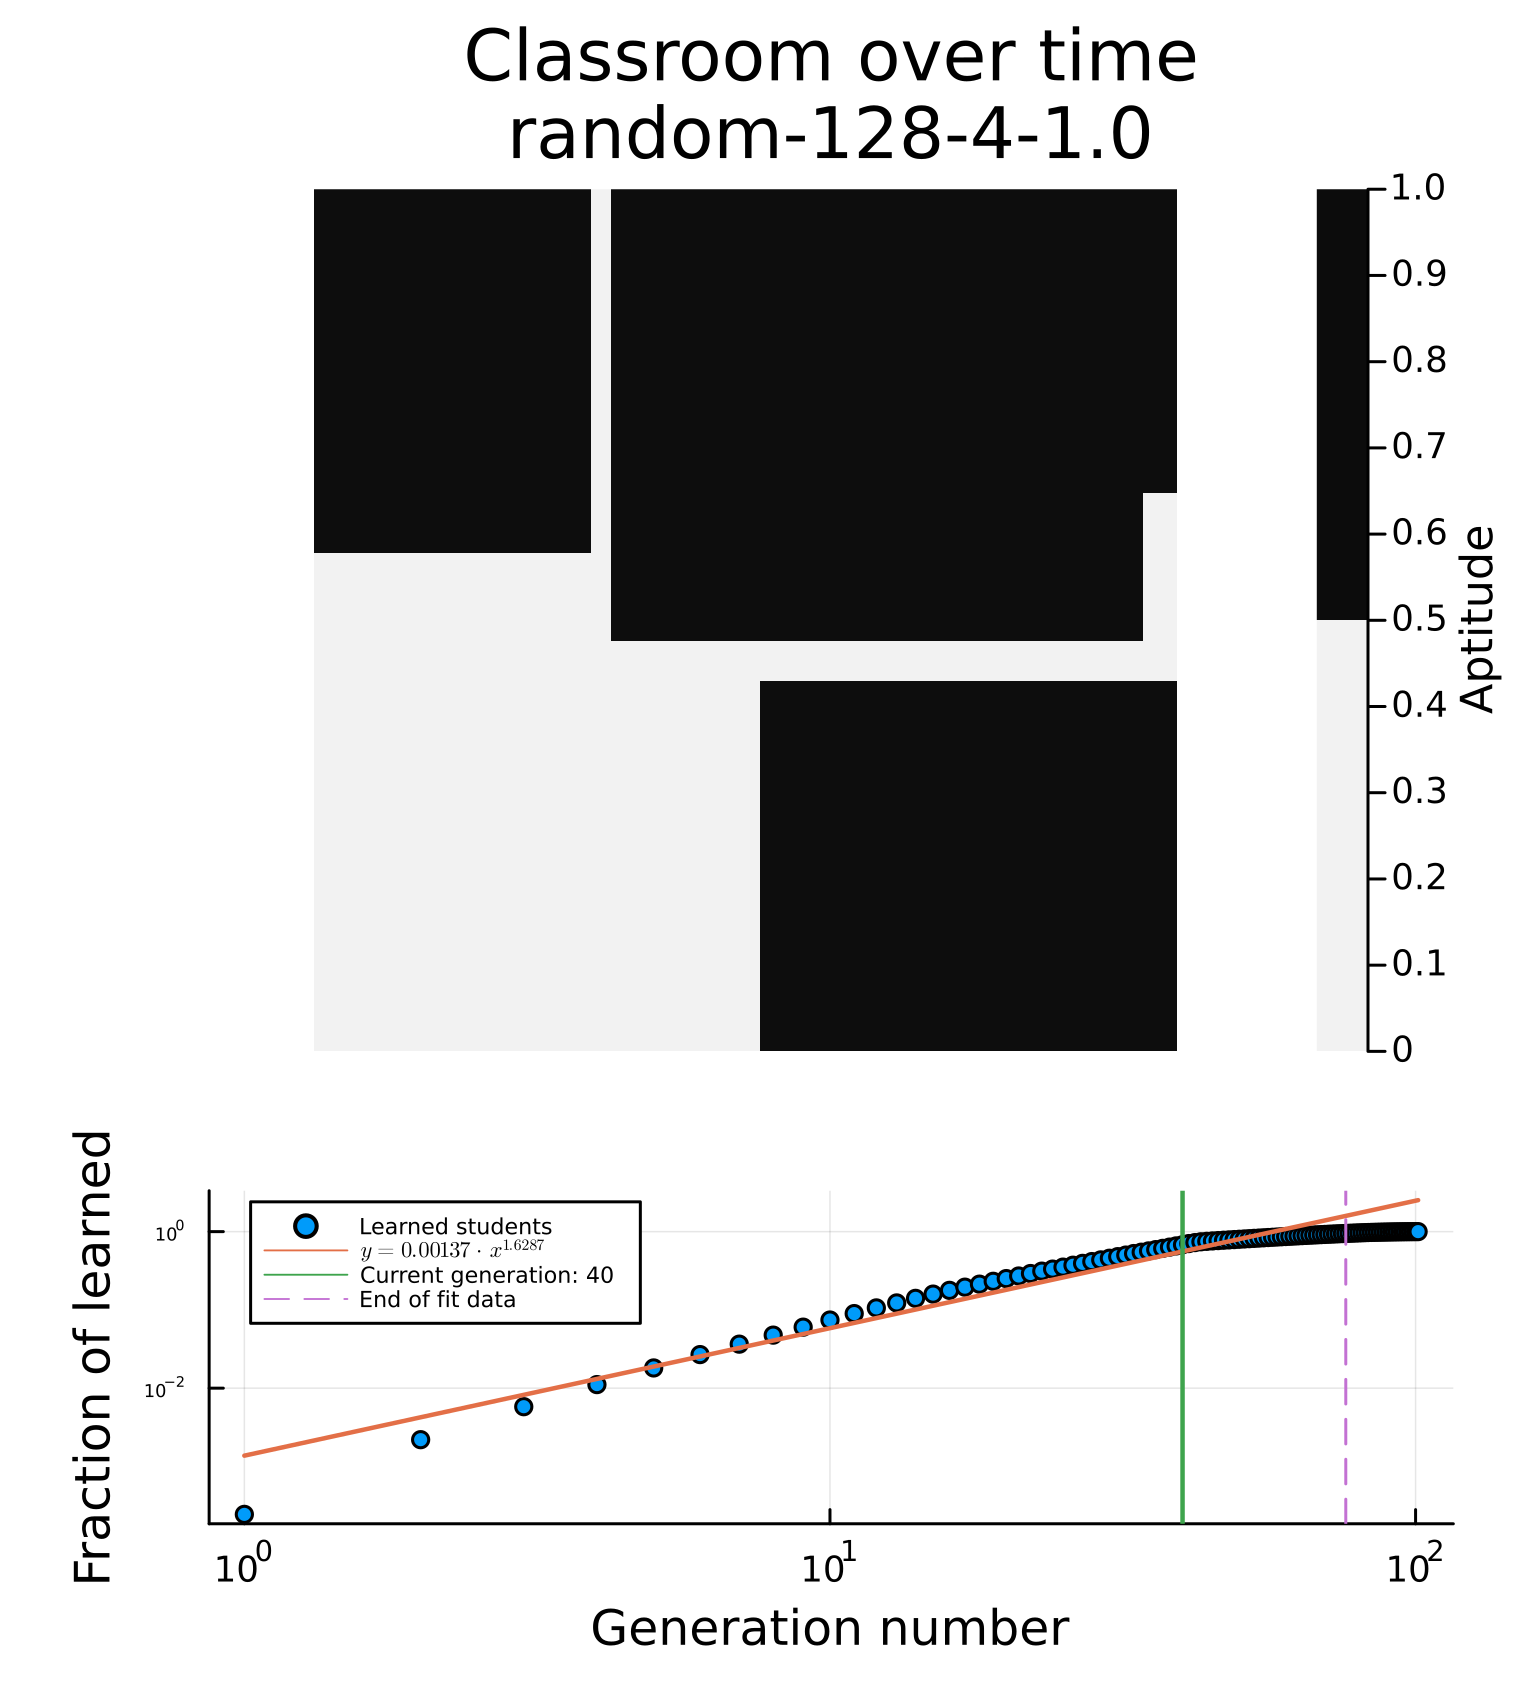 Classroom over time
random-128-4-1.0
1.0
0.9
0.8
0.7
0.6
0.5
0.4
0.3
0.2
0.1
0
Aptitude
Fraction of learned
10^0
10^-2
Learned students
y = 0.00137 · x^1.6287
Current generation: 40
End of fit data
10^0
10^1
10^2
Generation number